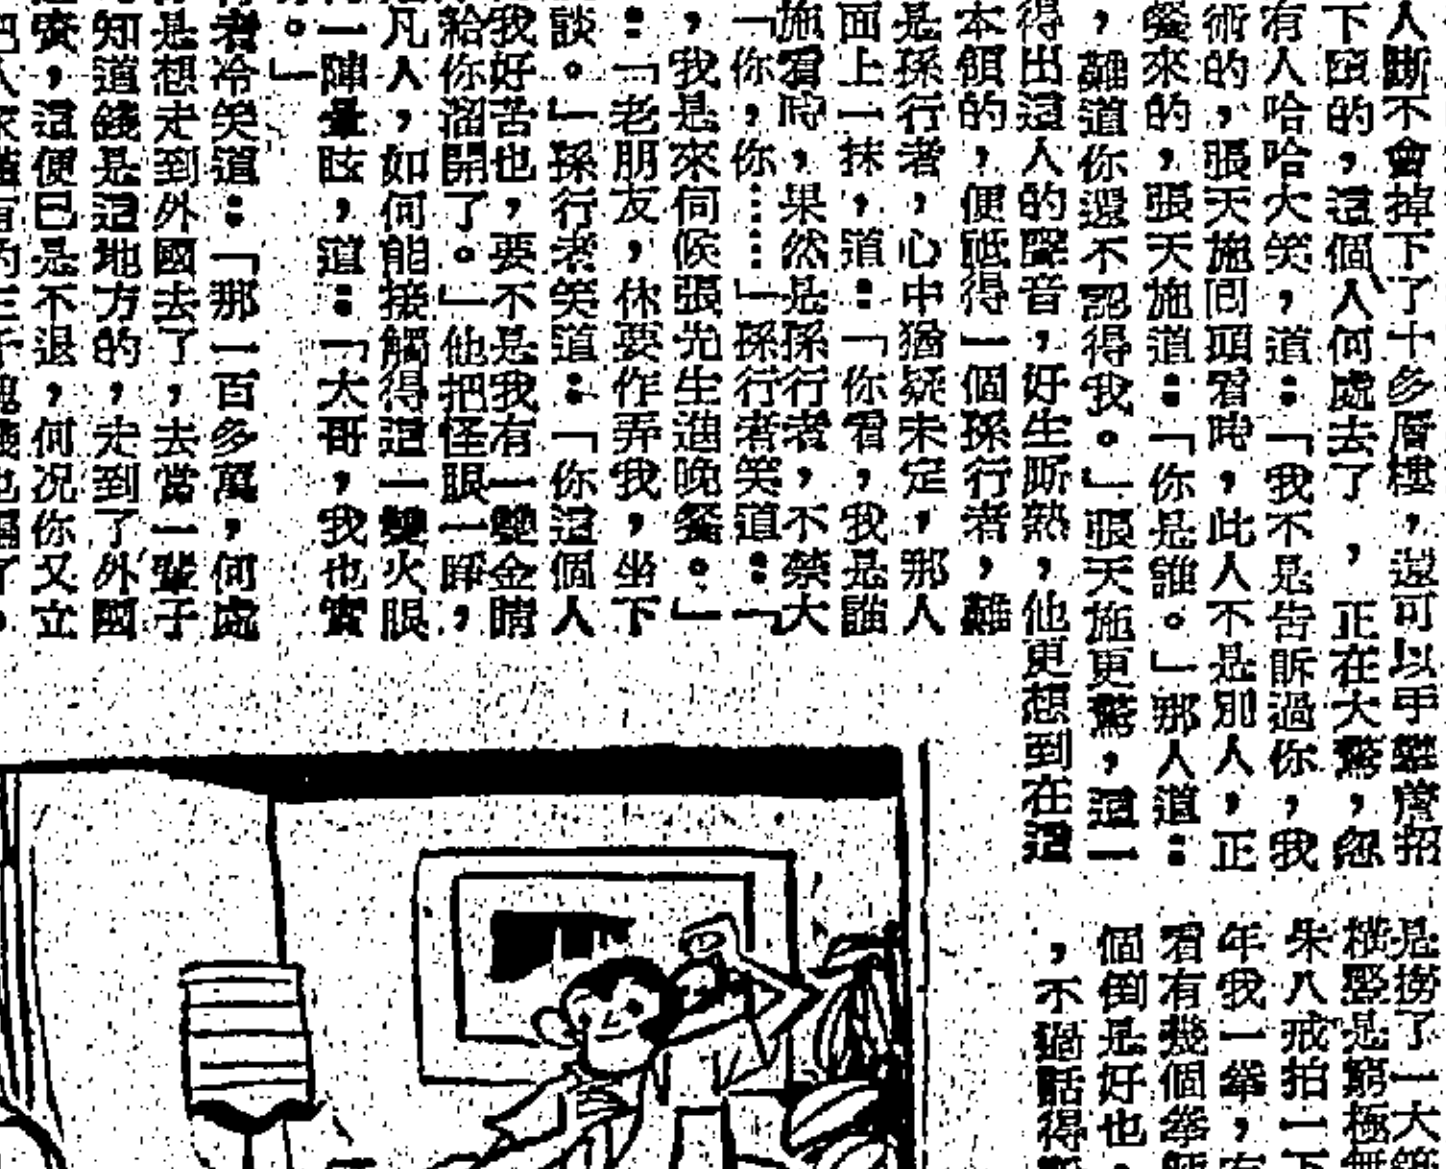 人斷不會掉下了十多層樓，還可以手攀簷招
下頭的，這個人何處去了，正在大驚，忽
有人哈哈大笑，道：「我不是告訴過你，我
術的，張天施回頭看時，此人不是別人，正
餐來的，張天施道：「你是誰。」那人道：
，難道你還不認得我。」張天施更驚，這一
得出這人的聲音，好生厮熟，他更想到在這
本領的，便祗得一個孫行者，難
是孫行者，心中猶疑未定，那人
面上一抹，道：「你看，我是誰
施看時，果然是孫行者，不禁大
「你，你……」孫行者笑道：「
，我是來伺候張先生進晚餐。」
：「老朋友，休要作弄我，坐下
談。」孫行者笑道：「你這個人
我好苦也，要不是我有一雙金睛
給你溜開了。」他把怪眼一睜，
凡人，如何能接觸得這一雙火眼
一陣暈眩，道：「大哥，我也實
。」
者冷笑道：「那一百多萬，何處
是想走到外國去了，去當一輩子
知道錢是這地方的，走到了外國
，這便已是不退，何况你又立
是撈了一大
橫豎是窮極無
朱八戒拍一下
年我一拳，
看有幾個拳師
個倒是好也，
，不過話得